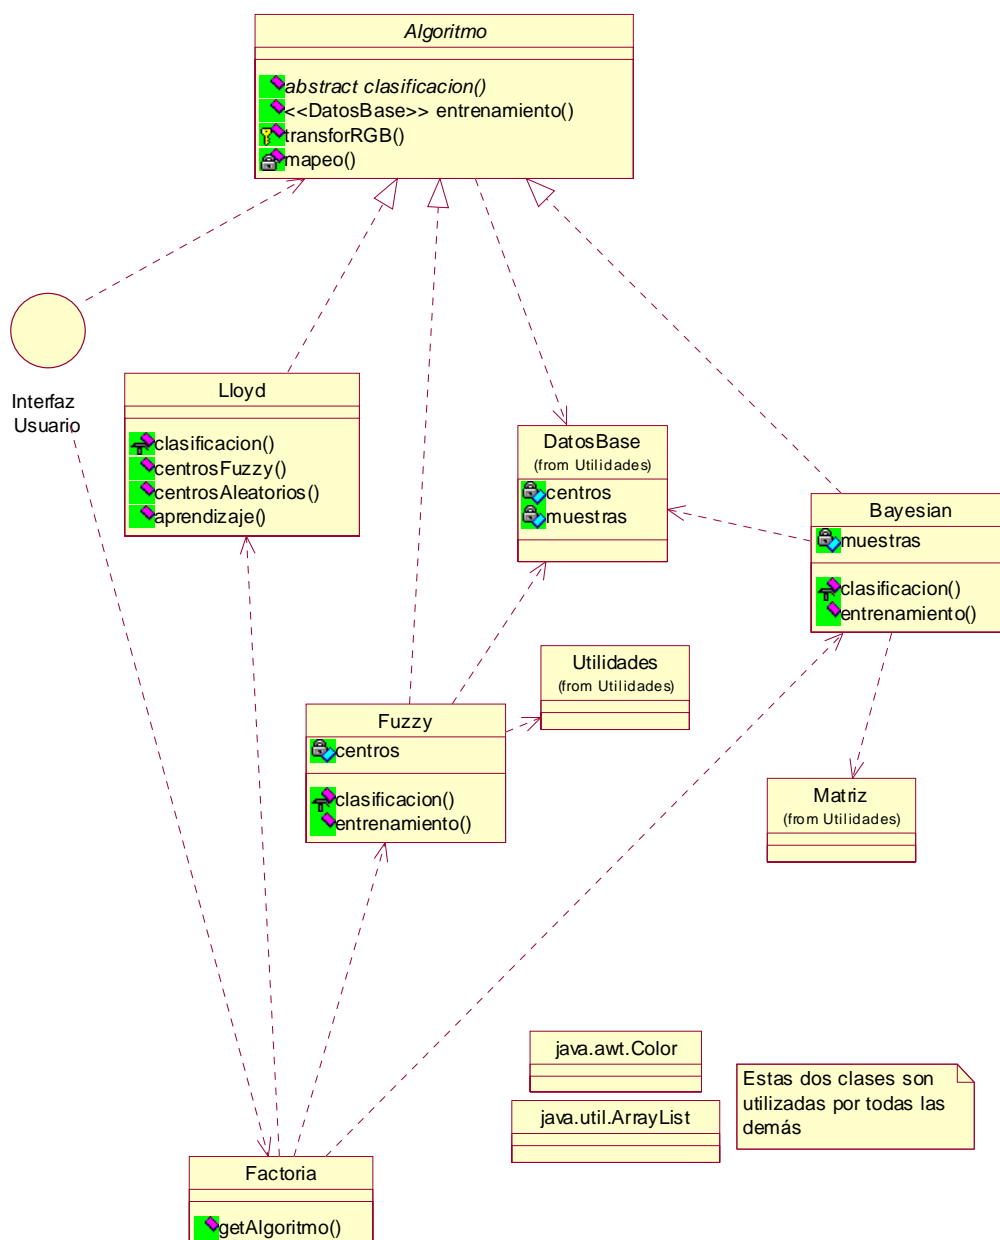 Algoritmo
abstract clasificacion()
<<DatosBase>> entrenamiento()
transforRGB()
mapeo()
Interfaz
Usuario
Lloyd
clasificacion()
centrosFuzzy()
centrosAleatorios()
aprendizaje()
DatosBase
(from Utilidades)
centros
muestras
Bayesian
muestras
clasificacion()
entrenamiento()
Utilidades
(from Utilidades)
Fuzzy
centros
clasificacion()
entrenamiento()
Matriz
(from Utilidades)
java.awt.Color
java.util.ArrayList
Estas dos clases son
utilizadas por todas las
demás
Factoria
getAlgoritmo()